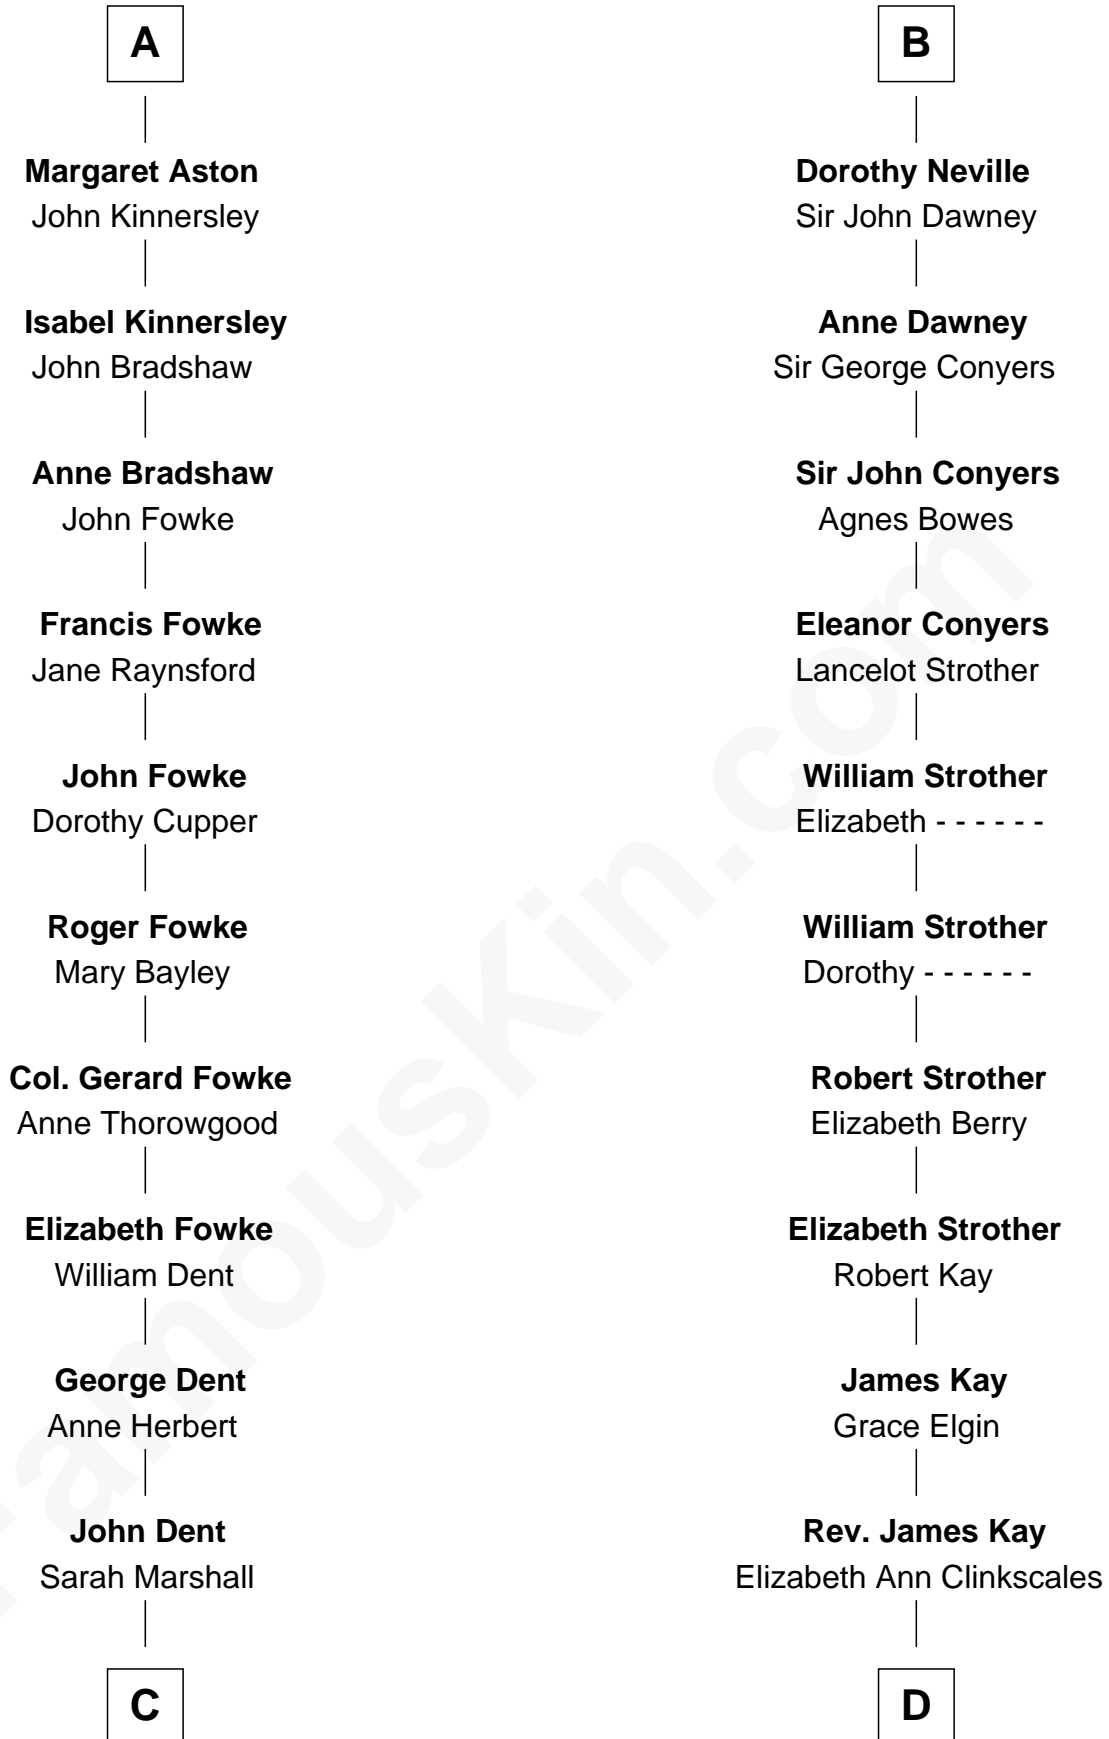 A
Margaret Aston
John Kinnersley
Isabel Kinnersley
John Bradshaw
Anne Bradshaw
John Fowke
Francis Fowke
Jane Raynsford
John Fowke
Dorothy Cupper
Roger Fowke
Mary Bayley
Col. Gerard Fowke
Anne Thorowgood
Elizabeth Fowke
William Dent
George Dent
Anne Herbert
John Dent
Sarah Marshall
C
B
Dorothy Neville
Sir John Dawney
Anne Dawney
Sir George Conyers
Sir John Conyers
Agnes Bowes
Eleanor Conyers
Lancelot Strother
William Strother
Elizabeth - - - - - -
William Strother
Dorothy - - - - - -
Robert Strother
Elizabeth Berry
Elizabeth Strother
Robert Kay
James Kay
Grace Elgin
Rev. James Kay
Elizabeth Ann Clinkscales
D
FamousKin.com